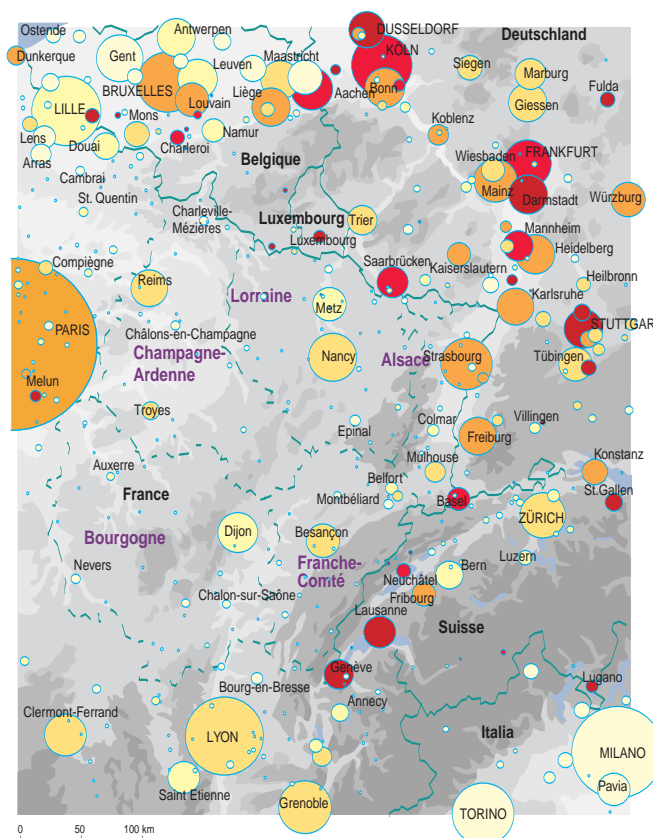 Ostende
Antwerpen
DUSSELDORF
Deutschland
Dunkerque
Gent
Leuven
Maastricht
KÖLN
Siegen
Marburg
BRUXELLES
Liège
Aachen
Bonn
Fulda
LILLE
Louvain
Giessen
Lens
Mons
Koblenz
Douai
Charleroi
Namur
Wiesbaden
FRANKFURT
Arras
Belgique
Cambrai
Mainz
Darmstadt
Würzburg
St. Quentin
Charleville-
Mézières
Luxembourg
Trier
Luxembourg
Mannheim
Heidelberg
Compiègne
Saarbrücken
Kaiserslautern
Heilbronn
Reims
Lorraine
Metz
Karlsruhe
PARIS
Châlons-en-Champagne
STUTTGAR
Champagne-
Ardenne
Nancy
Alsace
Strasbourg
Tübingen
Melun
Troyes
Epinal
Colmar
Villingen
Freiburg
Auxerre
Mulhouse
Konstanz
France
Belfort
Montbéliard
Basel
St.Gallen
Bourgogne
Dijon
Besançon
ZÜRICH
Nevers
Franche-
Comté
Bern
Luzern
Neuchâtel
Chalon-sur-Saône
Fribourg
Lausanne
Suisse
Genève
Bourg-en-Bresse
Lugano
Clermont-Ferrand
Annecy
LYON
Italia
MILANO
Saint Etienne
Grenoble
Pavia
TORINO
0 50 100 km